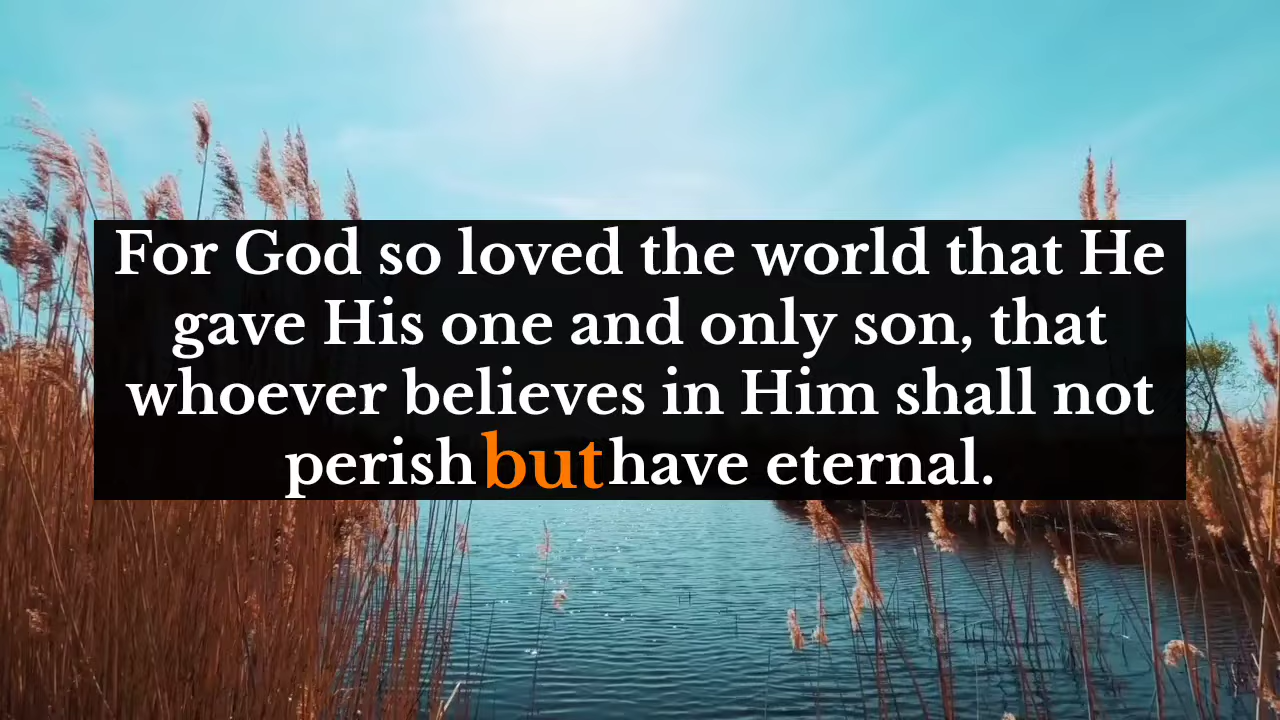 For God so loved the world that He
gave His one and only son, that
whoever believes in Him shall not
perish but have eternal.